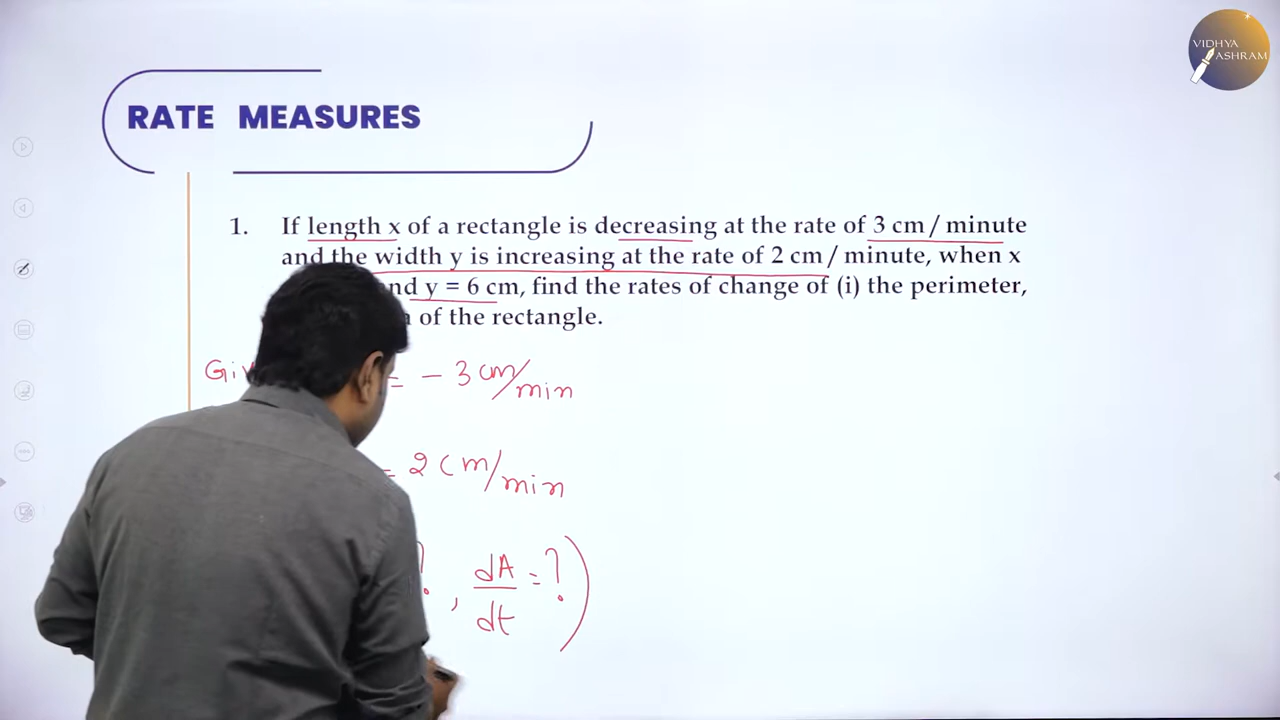 VIDHYA
ASHRAM
RATE MEASURES
1. If length x of a rectangle is decreasing at the rate of 3 cm / minute
and the width y is increasing at the rate of 2 cm / minute, when x
y = 6 cm, find the rates of change of (i) the perimeter,
of the rectangle.
= - 3 cm/min
= 2 cm/min
?, dA/dt = ? )